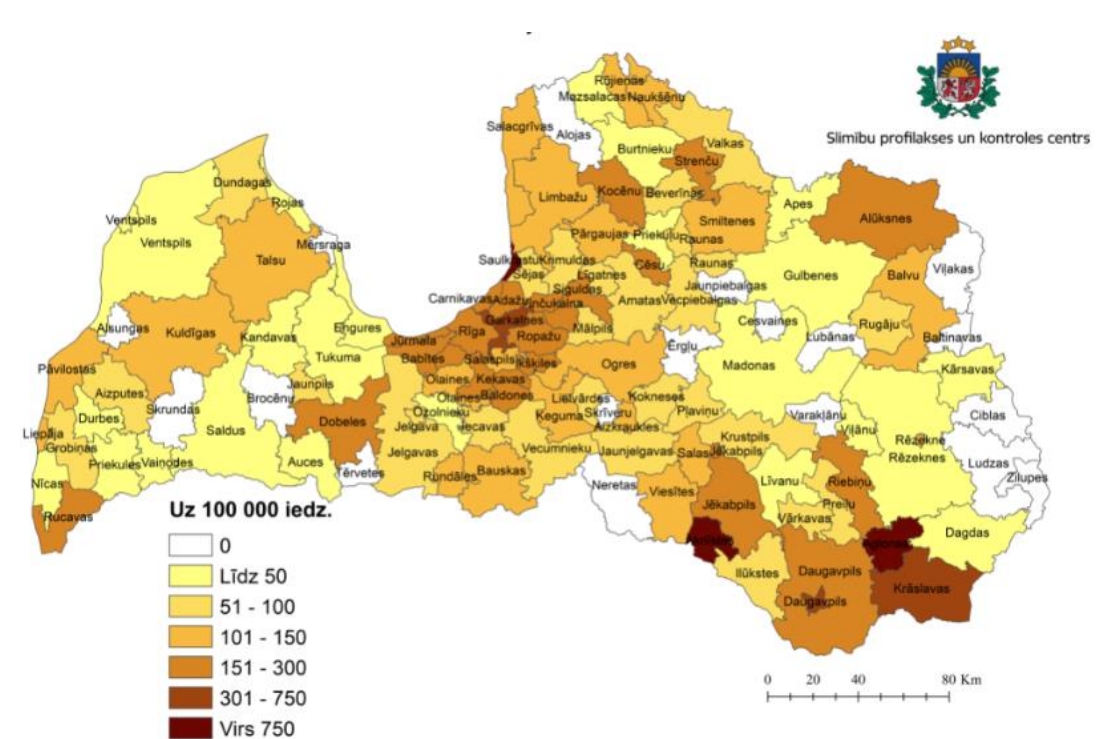 Slimību profilakses un kontroles centrs
Rūjienas
Mazsalacas
Naukšēnu
Salacgrīvas
Alojas
Valkas
Burtnieku
Strenču
Dundagas
Kocēnu
Beverīnas
Limbažu
Rojas
Apes
Alūksnes
Ventspils
Smiltenes
Ventspils
Pārgaujas
Priekuļu
Raunas
Mērsraga
Talsu
Cēsu
Raunas
Krimuldas
Sējas
Līgatnes
Siguldas
Gulbenes
Balvu
Viļakas
Jaunpiebalgas
Vecpiebalgas
Amatas
Carnikavas
Ādažu
Inčukalna
Garkalnes
Mālpils
Cesvaines
Rugāju
Alsungas
Kuldīgas
Kandavas
Engures
Jūrmala
Rīga
Ropažu
Lubānas
Baltinavas
Ērgļu
Tukuma
Babītes
Salaspils
Ikšķiles
Ogres
Madonas
Kārsavas
Pāvilostas
Aizputes
Jaunpils
Olaines
Ķekavas
Brocēnu
Skrundas
Durbes
Olaines
Baldones
Lielvārdes
Kokneses
Ozolnieku
Ķeguma
Skrīveru
Pļaviņu
Varakļānu
Ciblas
Dobeles
Jelgava
Iecavas
Aizkraukles
Viļānu
Rēzekne
Liepāja
Grobiņas
Saldus
Krustpils
Jēkabpils
Rēzeknes
Priekules
Vaiņodes
Auces
Jelgavas
Vecumnieku
Jaunjelgavas
Salas
Ludzas
Tērvetes
Rundāles
Bauskas
Zilupes
Nīcas
Neretas
Viesītes
Līvānu
Riebiņu
Rucavas
Jēkabpils
Preiļu
Vārkavas
Dagdas
Ilūkstes
Daugavpils
Krāslavas
Daugavpils
Uz 100 000 iedz.
0
Līdz 50
51 - 100
101 - 150
151 - 300
301 - 750
Virs 750
0 20 40 80 Km